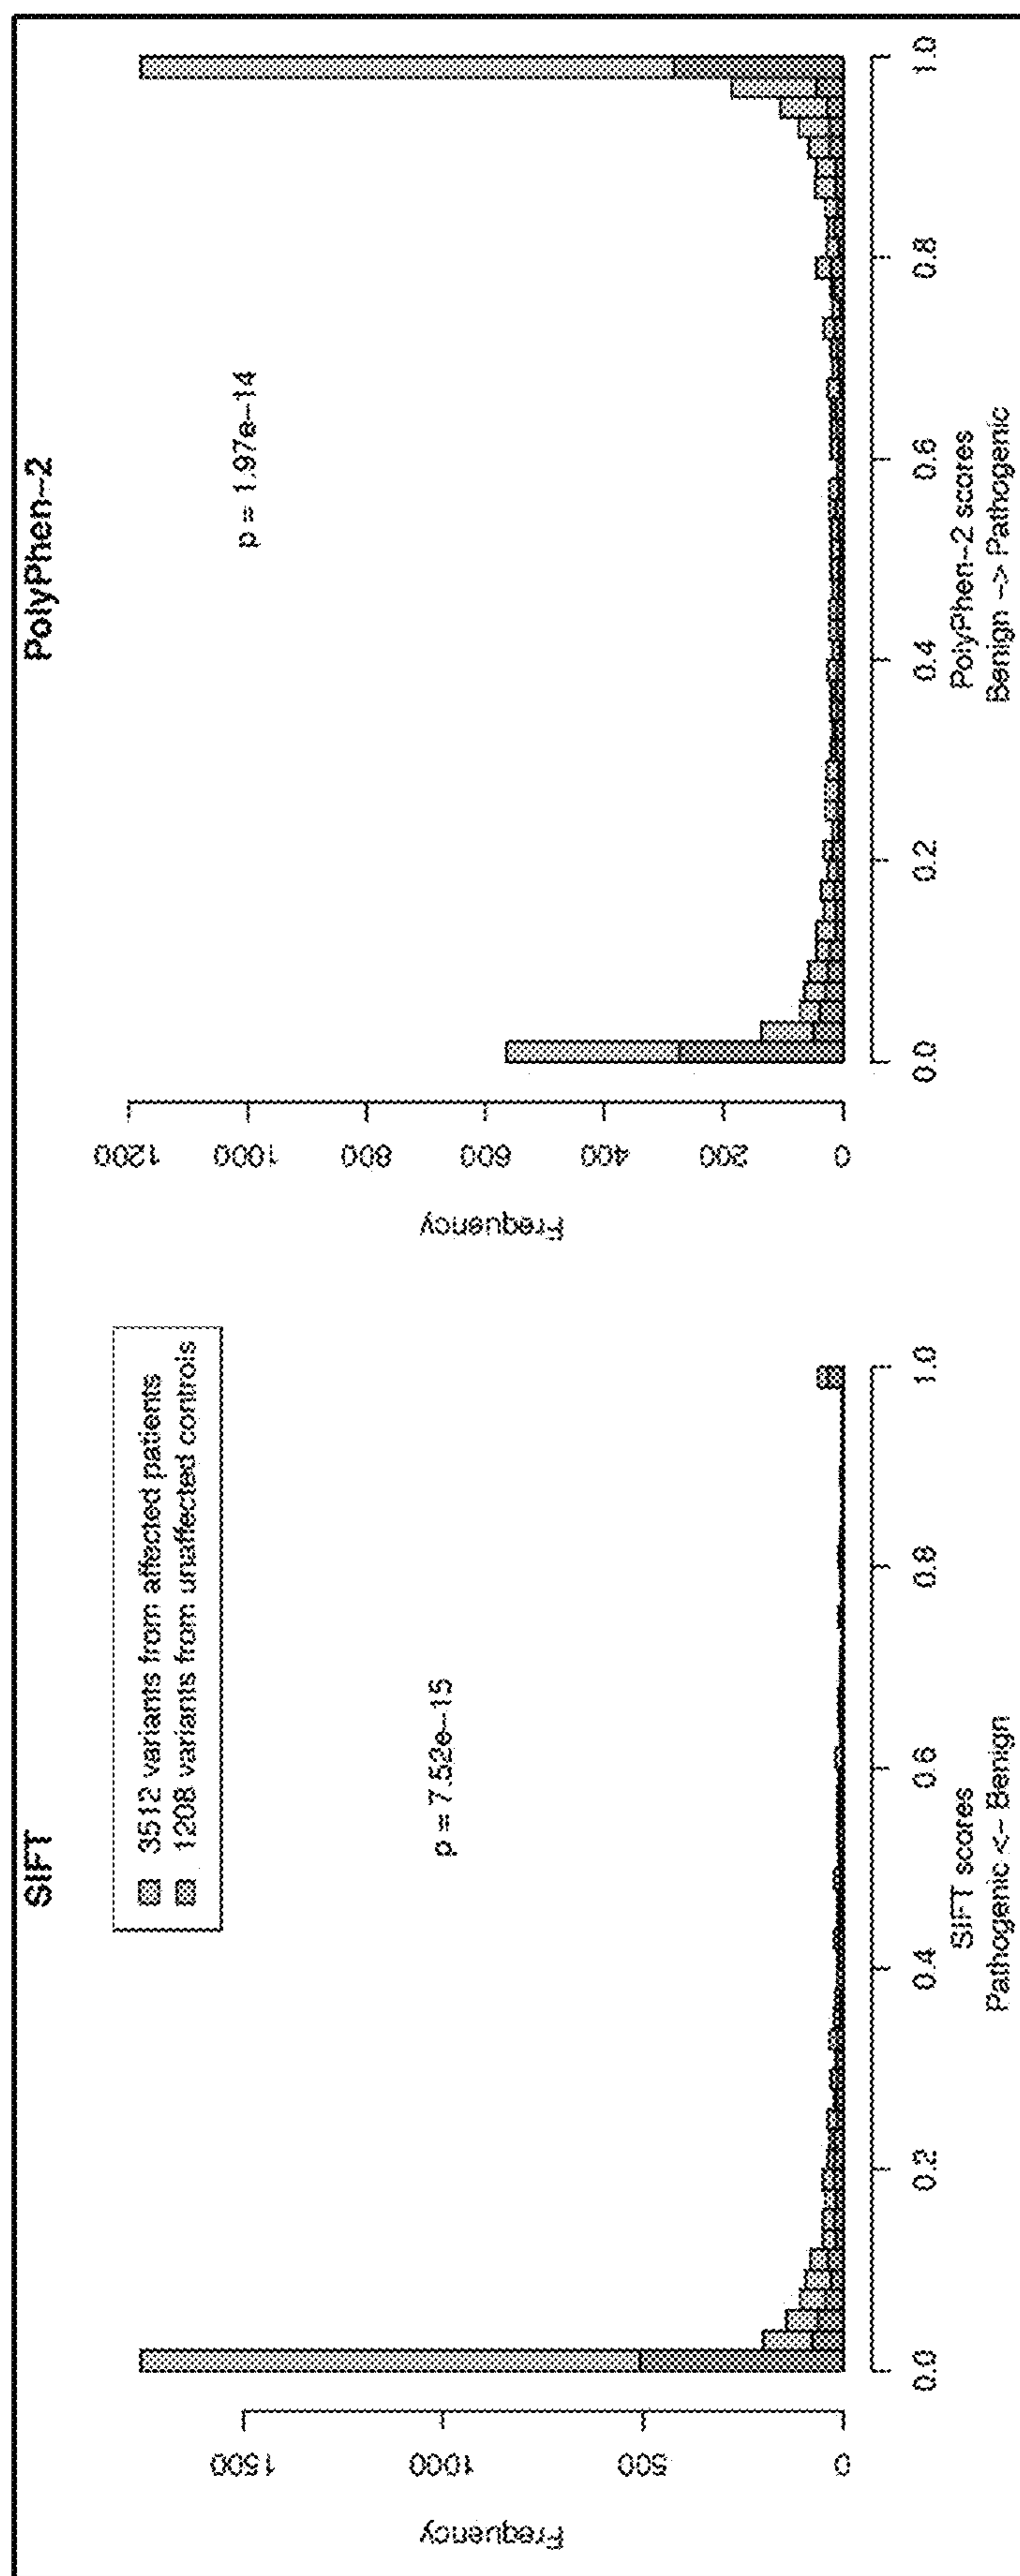 SIFT
3512 variants from affected patients
1208 variants from unaffected controls
p = 7.52e-15
Frequency
1500
1000
500
0
0.0 0.2 0.4 0.6 0.8 1.0
SIFT scores
Pathogenic <- Benign
PolyPhen-2
p = 1.97e-14
Frequency
1200
1000
800
600
400
200
0
0.0 0.2 0.4 0.6 0.8 1.0
PolyPhen-2 scores
Benign -> Pathogenic